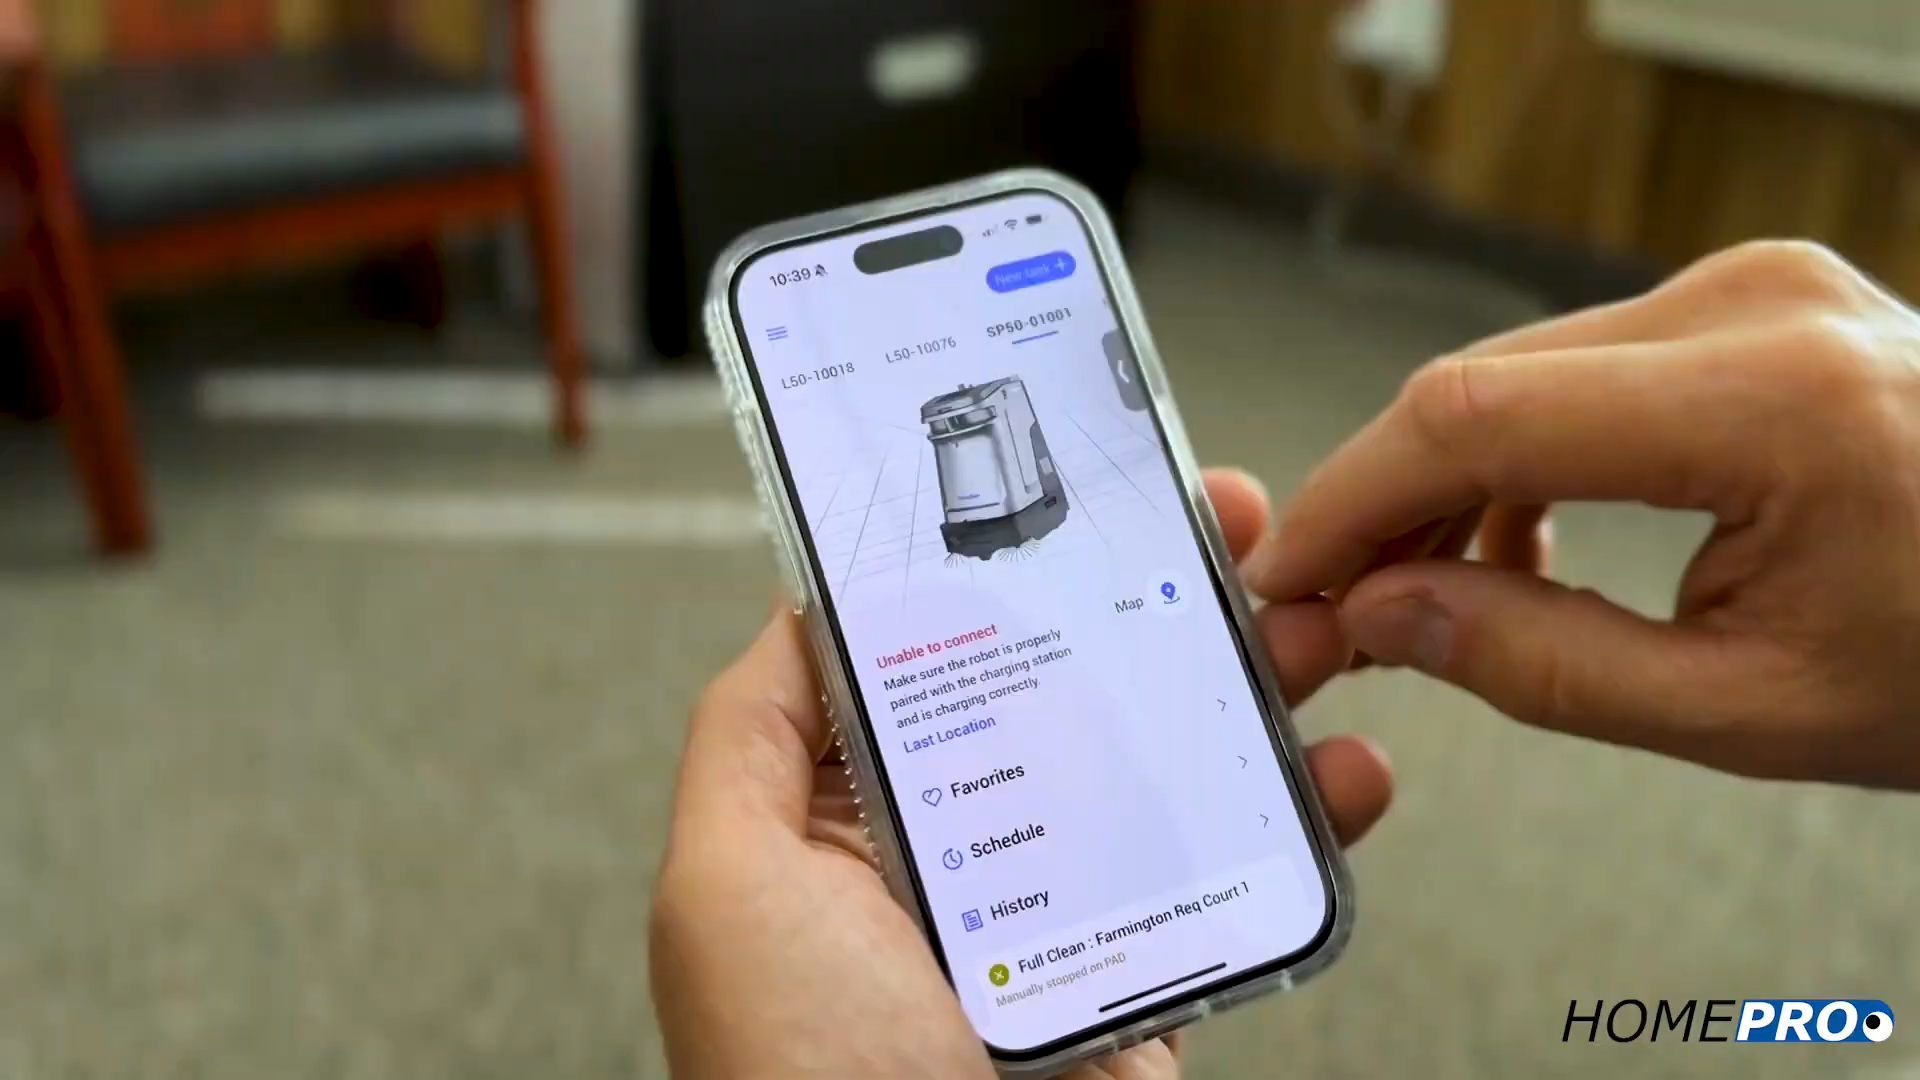 10:39
New task +
L50-10018
L50-10076
SP50-01001
Map
Unable to connect
Make sure the robot is properly
paired with the charging station
and is charging correctly.
Last Location
Favorites
Schedule
History
Full Clean : Farmington Req Court 1
Manually stopped on PAD
HOMEPRO